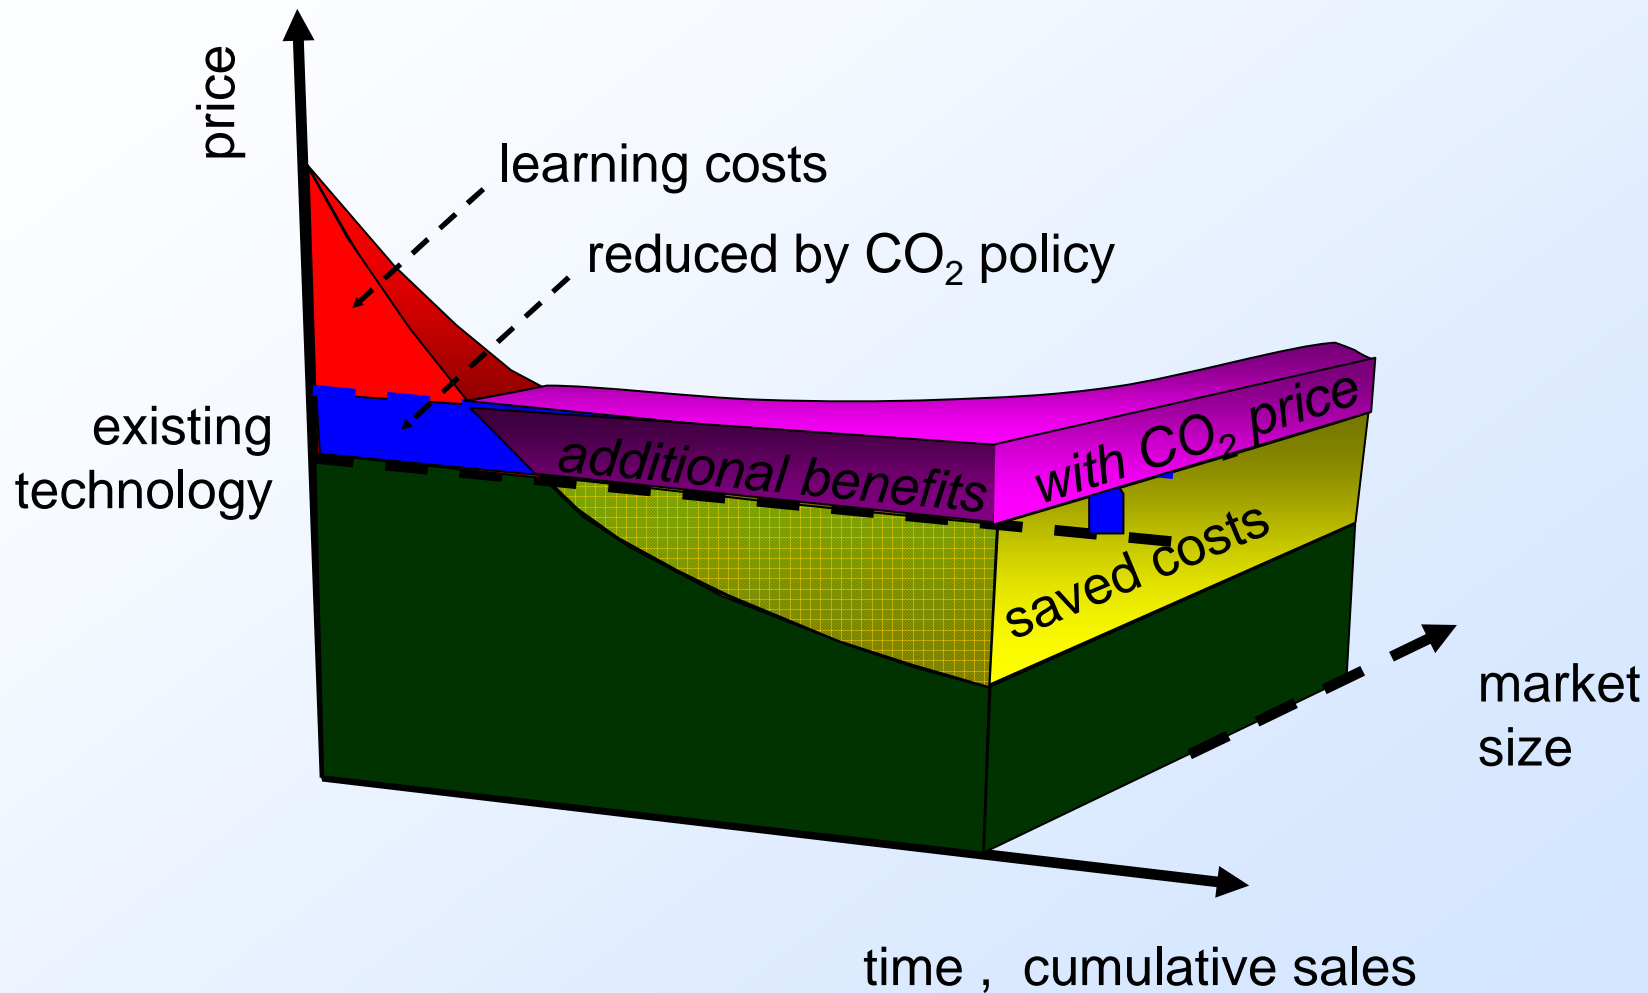 price
learning costs
reduced by CO₂ policy
existing
technology
additional benefits
with CO₂ price
saved costs
market
size
time , cumulative sales